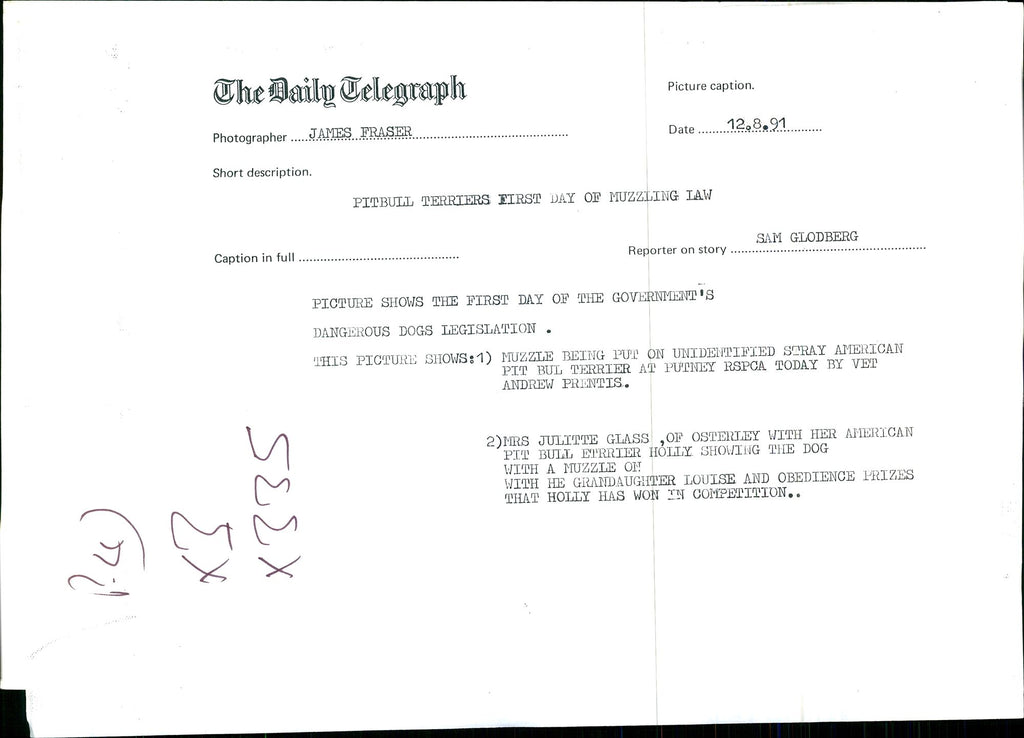 The Daily Telegraph
Picture caption.
Photographer ....JAMES FRASER
Date ........12.8.91
Short description.
PITBULL TERRIERS FIRST DAY OF MUZZLING LAW
SAM GLODBERG
Caption in full
Reporter on story
PICTURE SHOWS THE FIRST DAY OF THE GOVERNMENT'S
DANGEROUS DOGS LEGISLATION .
THIS PICTURE SHOWS:1) MUZZLE BEING PUT ON UNIDENTIFIED STRAY AMERICAN
PIT BUL TERRIER AT PUTNEY RSPCA TODAY BY VET
ANDREW PRENTIS.
2)MRS JULITTE GLASS ,OF OSTERLEY WITH HER AMERICAN
PIT BULL ETRRIER HOLLY SHOWING THE DOG
WITH A MUZZLE ON
WITH HE GRANDAUGHTER LOUISE AND OBEDIENCE PRIZES
THAT HOLLY HAS WON IN COMPETITION..